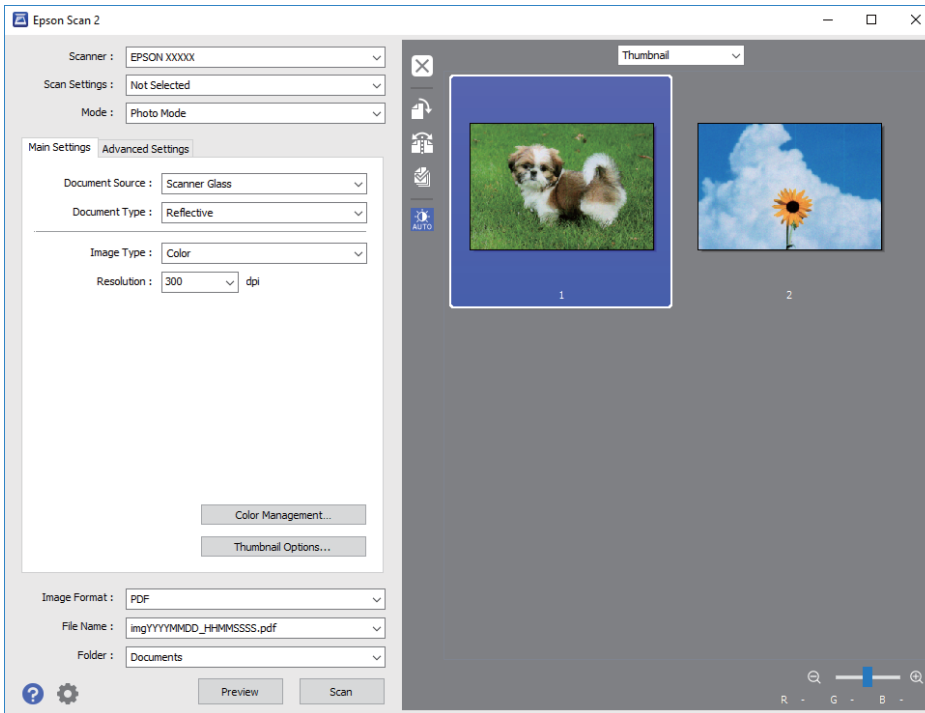 Epson Scan 2
Scanner : EPSON XXXXX
Scan Settings : Not Selected
Mode : Photo Mode
Main Settings Advanced Settings
Document Source : Scanner Glass
Document Type : Reflective
Image Type : Color
Resolution : 300 dpi
Color Management...
Thumbnail Options...
Image Format : PDF
File Name : imgYYYYMMDD_HHMMSSSS.pdf
Folder : Documents
? Preview Scan
Thumbnail
AUTO
1 2
R - G - B -